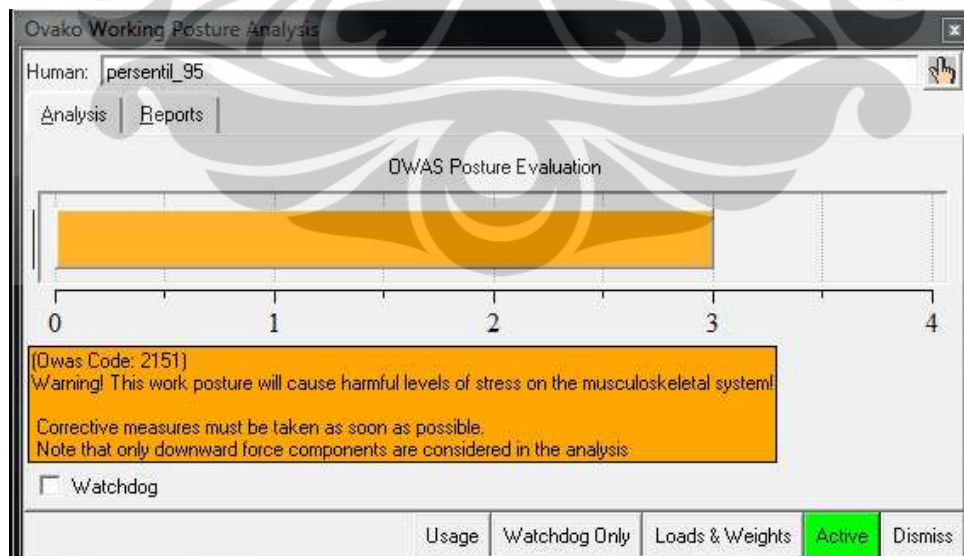 Ovako Working Posture Analysis
Human: persentil_95
Analysis Reports
OWAS Posture Evaluation
0 1 2 3 4
(Owas Code: 2151)
Warning! This work posture will cause harmful levels of stress on the musculoskeletal system!
Corrective measures must be taken as soon as possible.
Note that only downward force components are considered in the analysis
Watchdog
Usage Watchdog Only Loads & Weights Active Dismiss